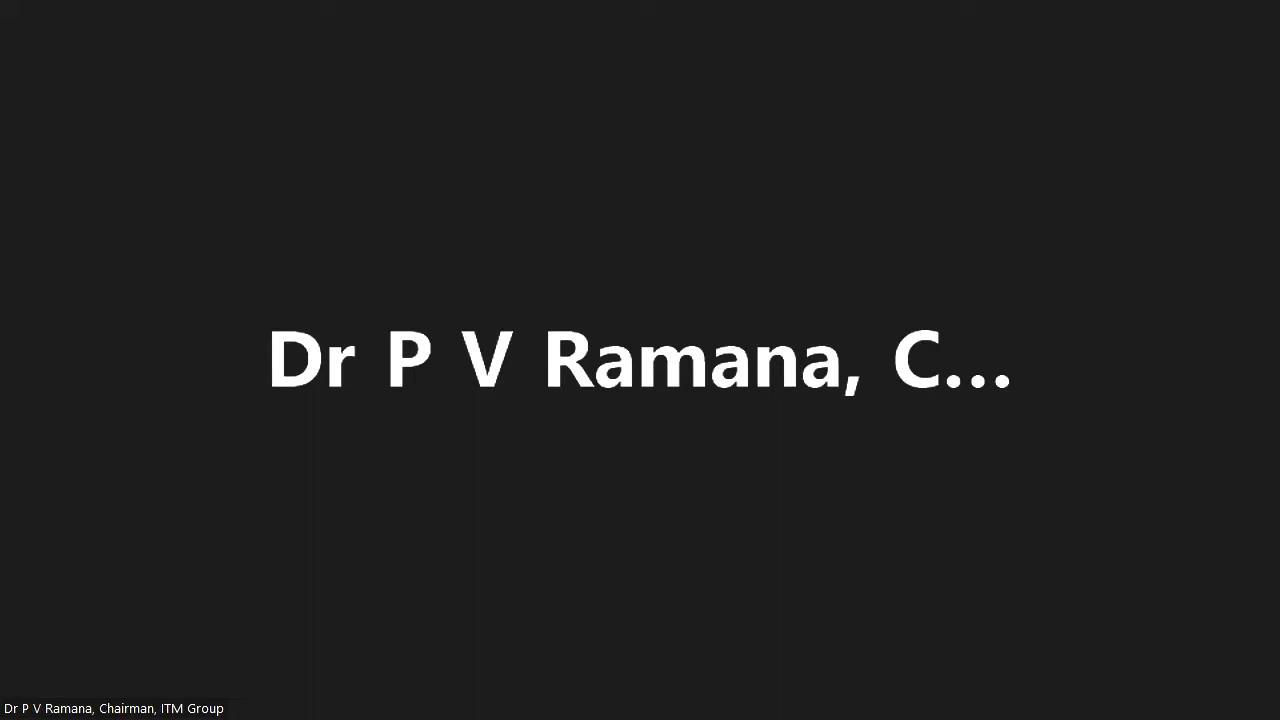 Dr P V Ramana, C...
Dr P V Ramana, Chairman, ITM Group